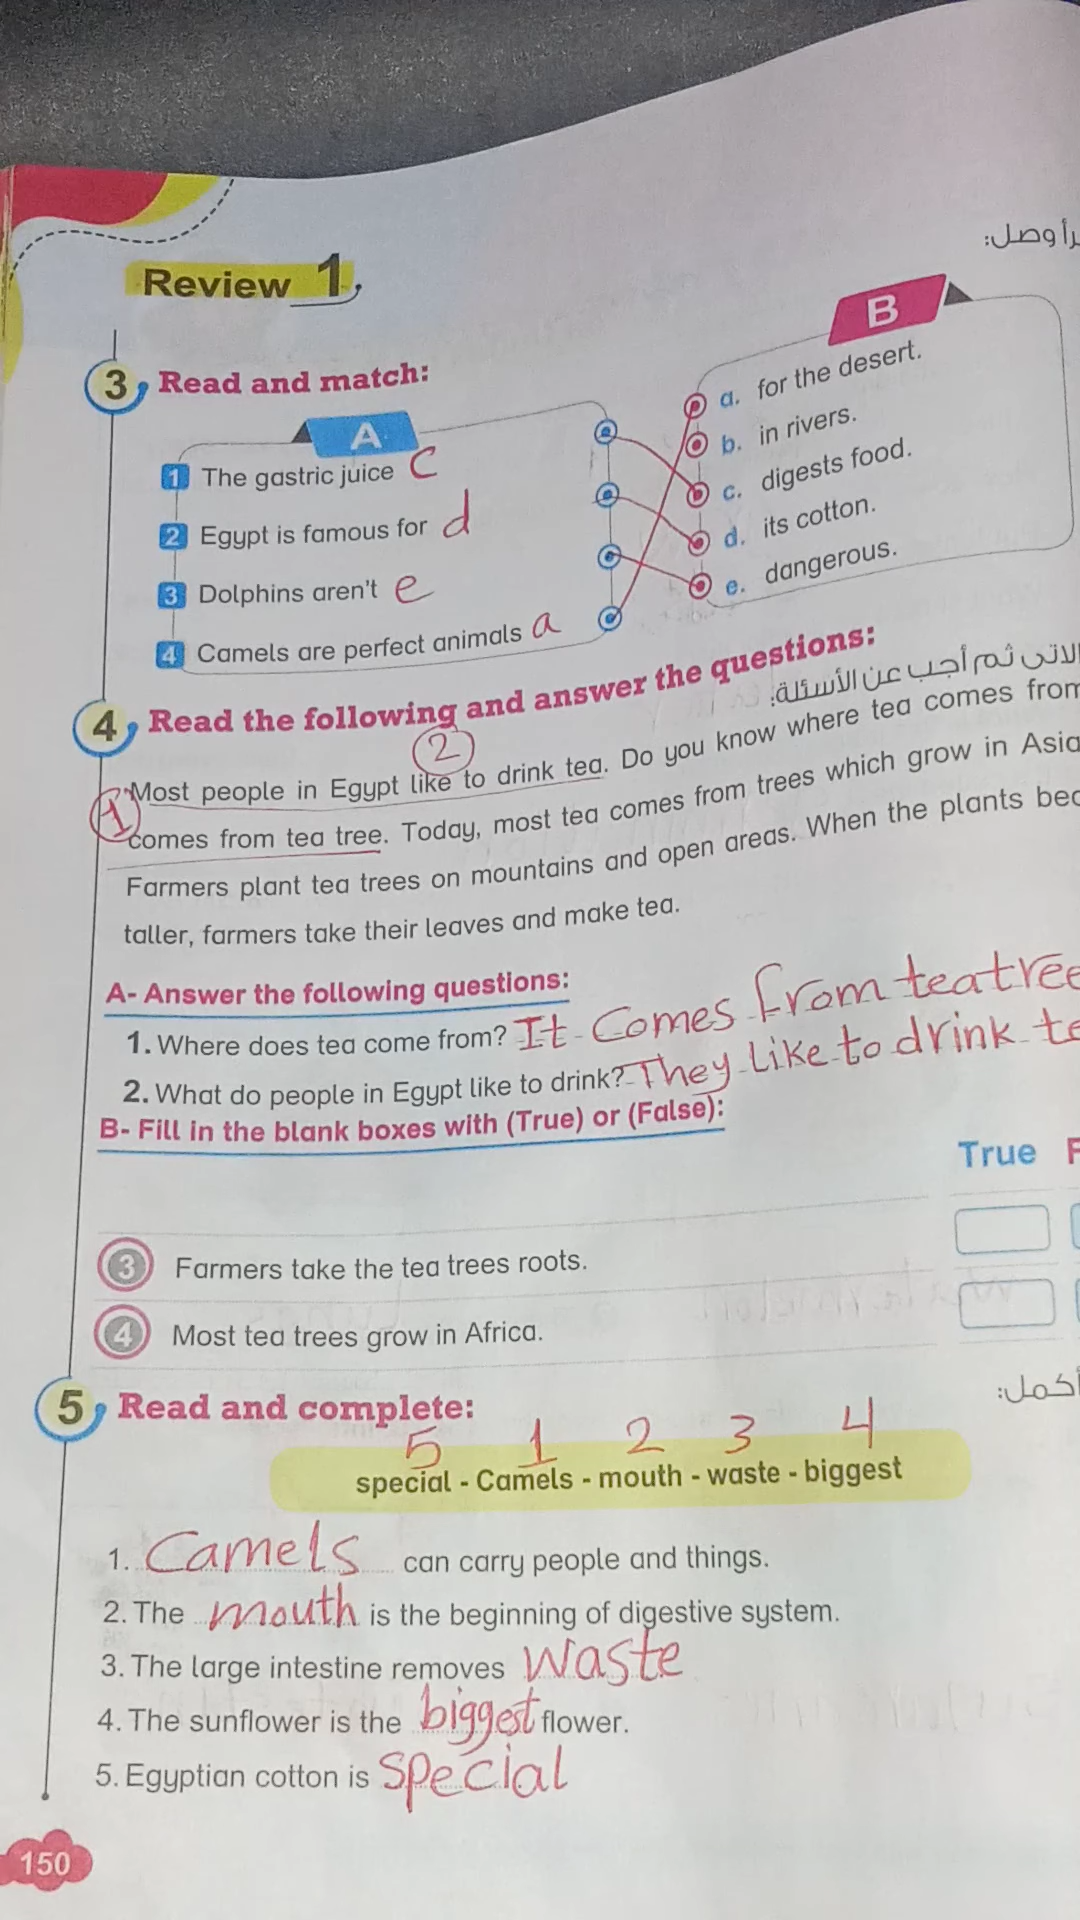 رأ وصل:
Review 1
3 Read and match:
A
1 The gastric juice c
2 Egypt is famous for d
3 Dolphins aren't e
4 Camels are perfect animals a
B
a. for the desert.
b. in rivers.
c. digests food.
d. its cotton.
e. dangerous.
4 Read the following and answer the questions:
الاتى ثم أجب عن الأسئلة:
2
Most people in Egypt like to drink tea. Do you know where tea comes from
1
comes from tea tree. Today, most tea comes from trees which grow in Asia
Farmers plant tea trees on mountains and open areas. When the plants bec
taller, farmers take their leaves and make tea.
A- Answer the following questions:
1. Where does tea come from? It comes from tea tree
2. What do people in Egypt like to drink? They like to drink te
B- Fill in the blank boxes with (True) or (False):
True F
3 Farmers take the tea trees roots.
4 Most tea trees grow in Africa.
5 Read and complete:
أكمل:
5 1 2 3 4
special - Camels - mouth - waste - biggest
1. Camels can carry people and things.
2. The mouth is the beginning of digestive system.
3. The large intestine removes waste
4. The sunflower is the biggest flower.
5. Egyptian cotton is special
150